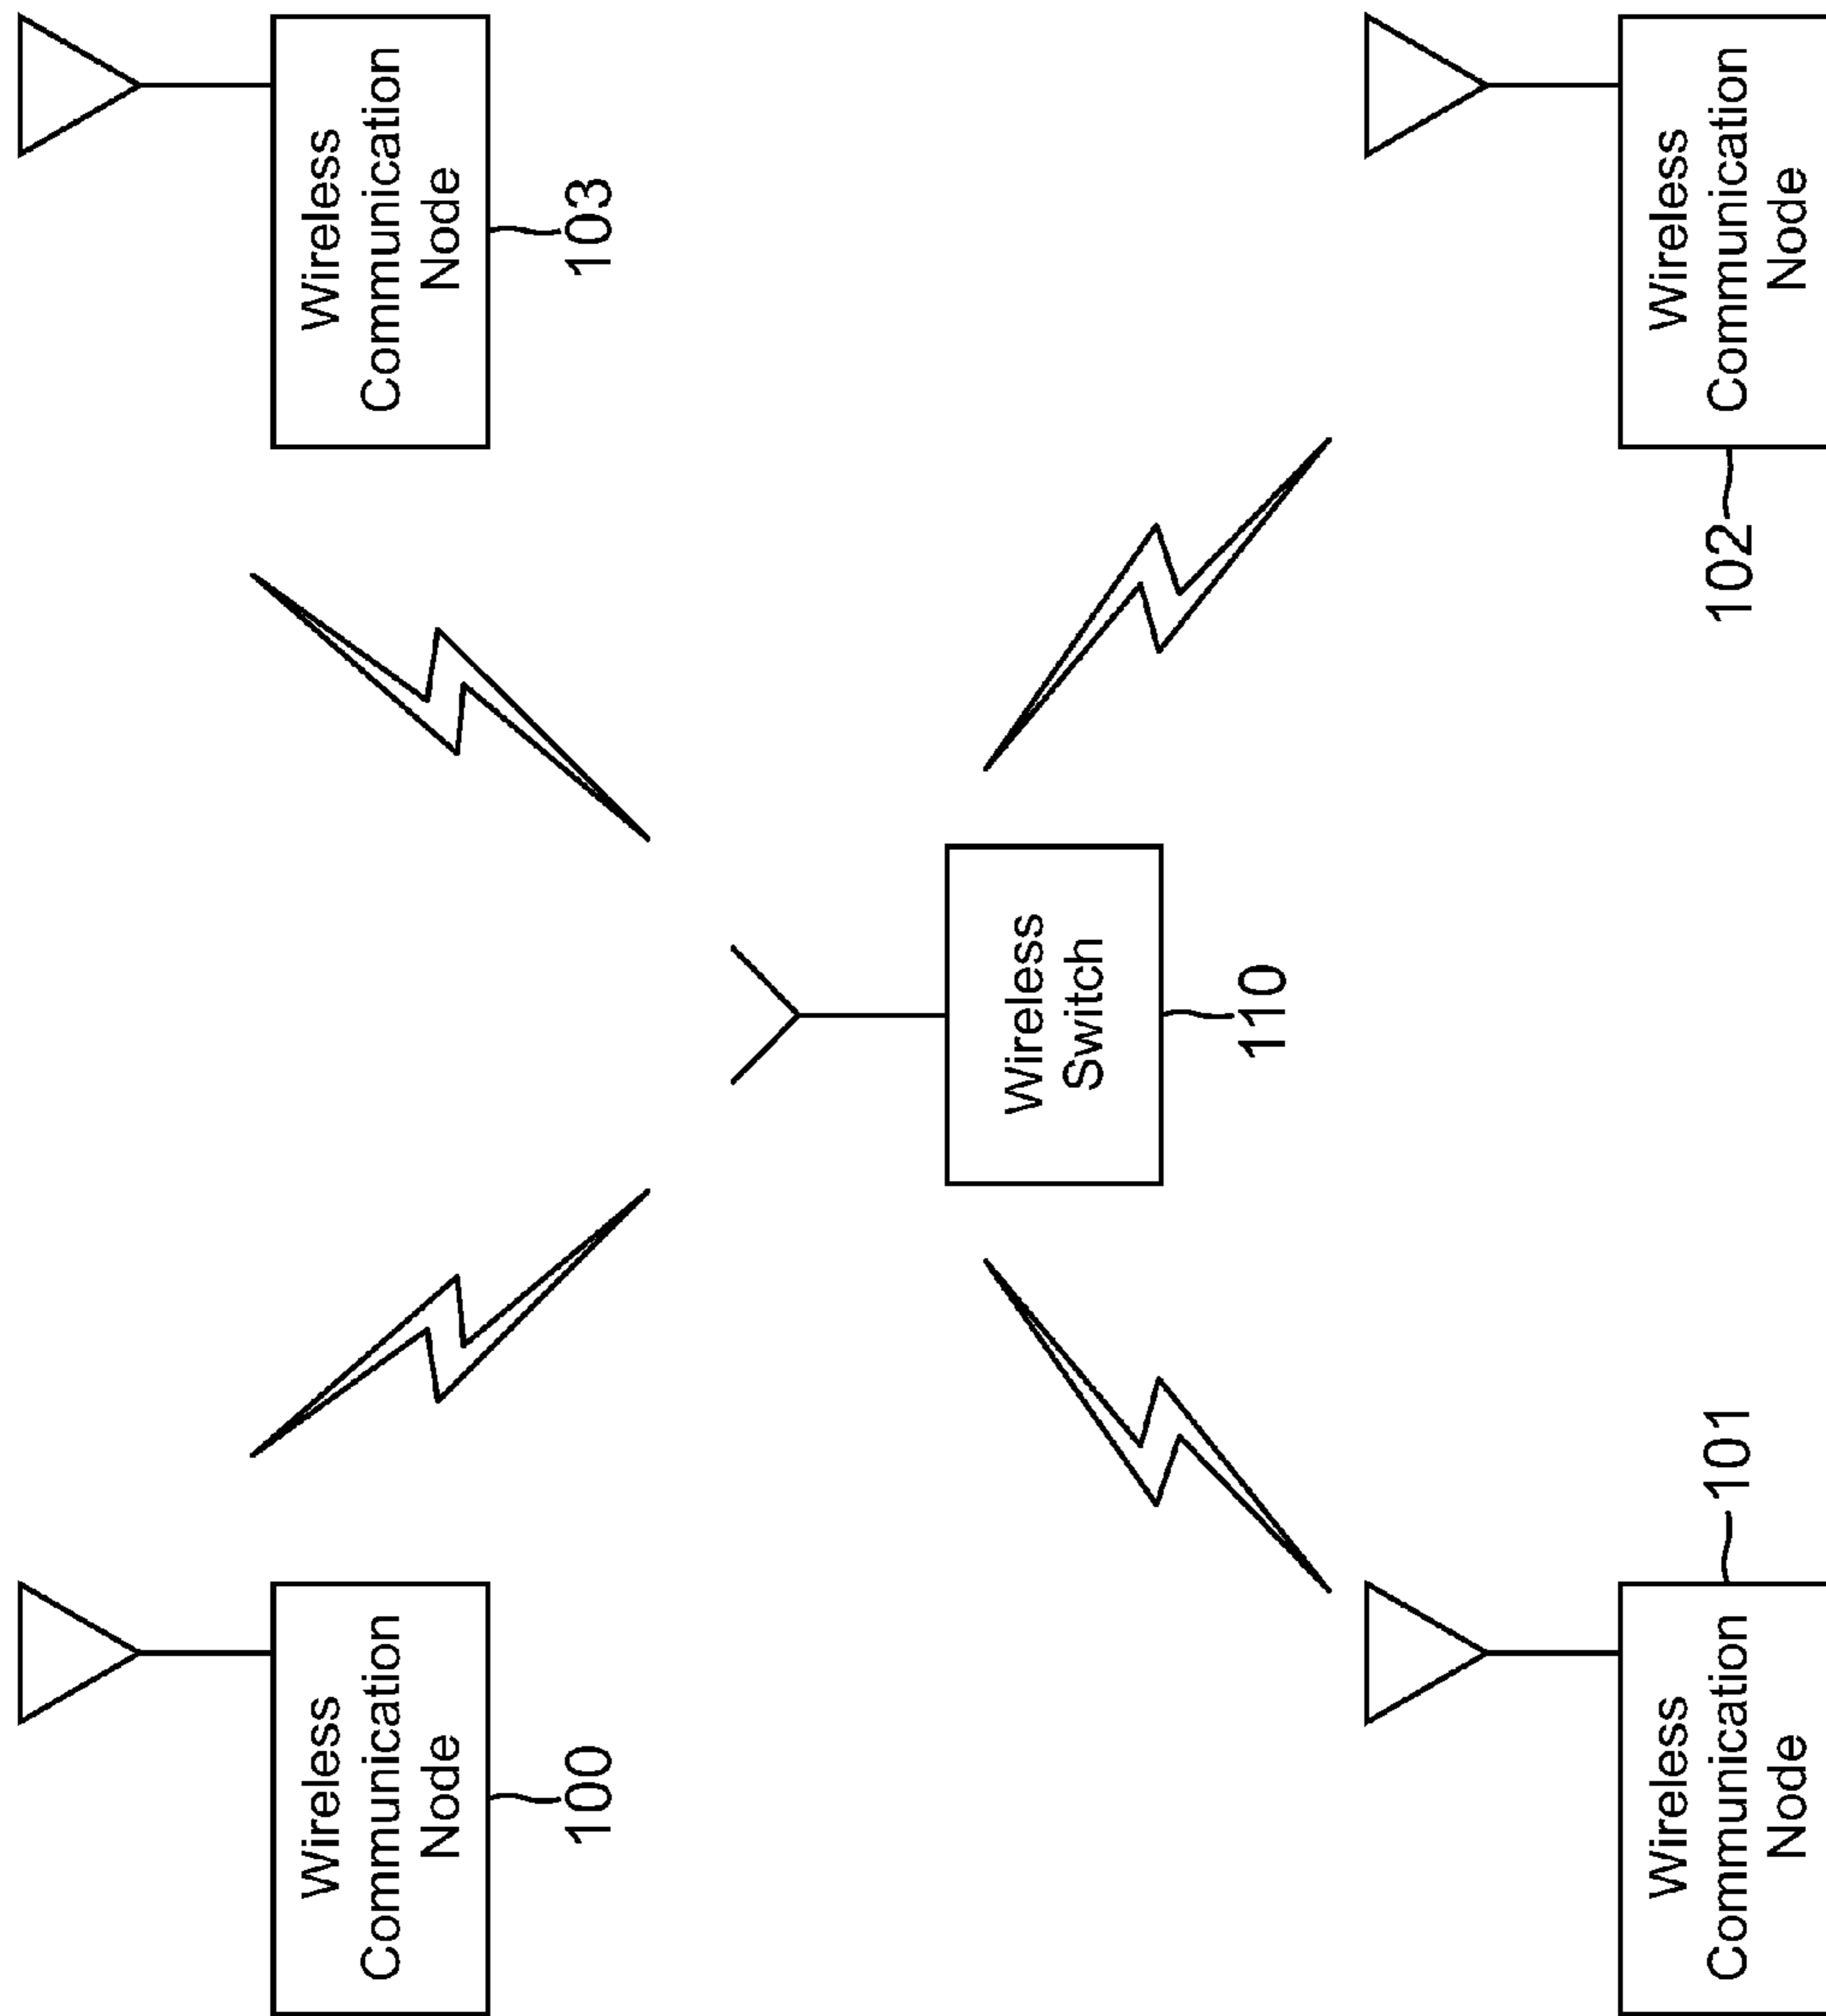 Wireless
Communication
Node
100
Wireless
Communication
Node
103
Wireless
Switch
110
Wireless
Communication
Node
101
Wireless
Communication
Node
102